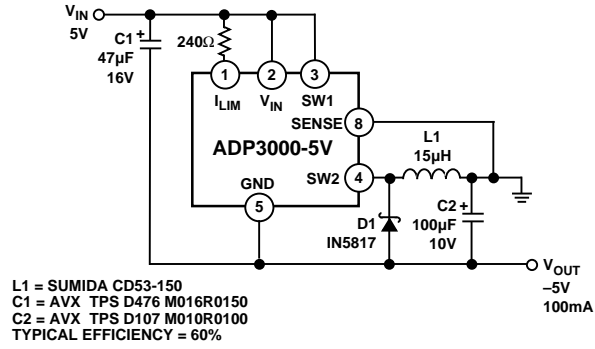 VIN
5V
C1 +
47µF
16V
240Ω
1
2
3
ILIM
VIN
SW1
SENSE
8
ADP3000-5V
SW2
4
L1
15µH
GND
5
D1
IN5817
C2 +
100µF
10V
VOUT
–5V
100mA
L1 = SUMIDA CD53-150
C1 = AVX TPS D476 M016R0150
C2 = AVX TPS D107 M010R0100
TYPICAL EFFICIENCY = 60%